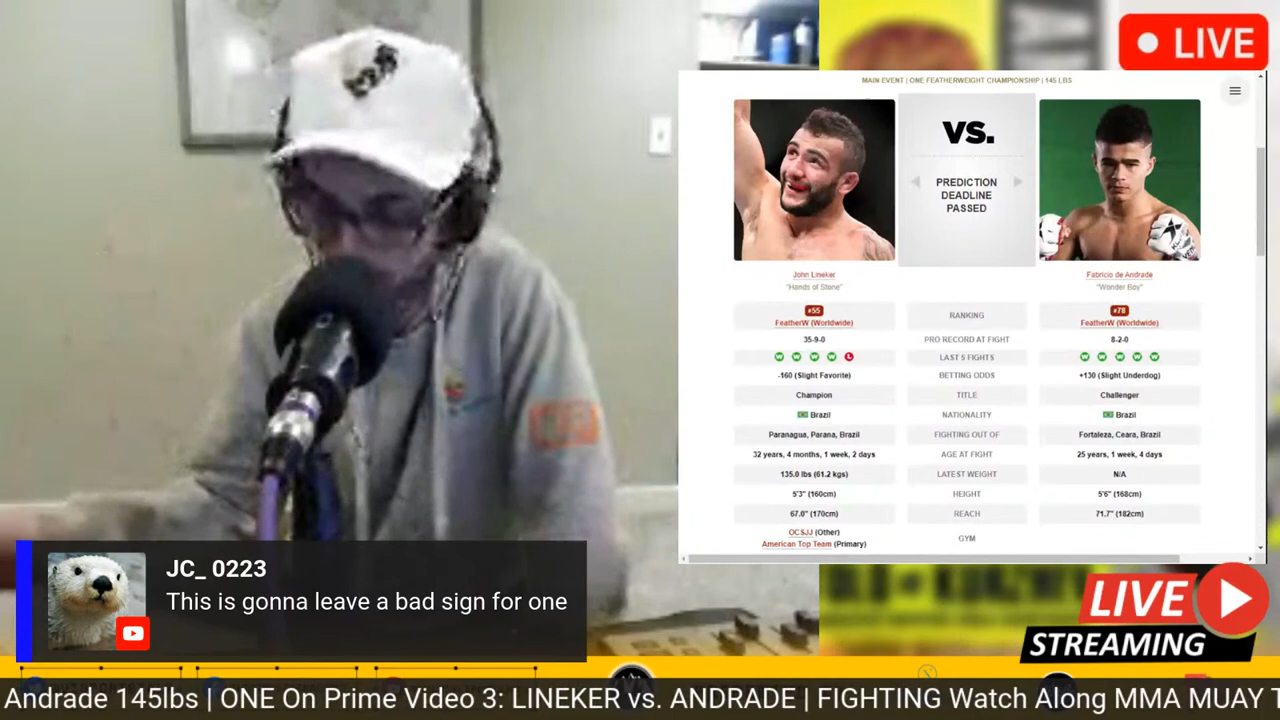 LIVE
MAIN EVENT | ONE FEATHERWEIGHT CHAMPIONSHIP | 145 LBS
VS.
PREDICTION
DEADLINE
PASSED
John Lineker
"Hands of Stone"
Fabricio de Andrade
"Wonder Boy"
#55 #78
FeatherW (Worldwide) RANKING FeatherW (Worldwide)
35-9-0 PRO RECORD AT FIGHT 8-2-0
W W W W L LAST 5 FIGHTS W W W W W
-160 (Slight Favorite) BETTING ODDS +130 (Slight Underdog)
Champion TITLE Challenger
Brazil NATIONALITY Brazil
Paranagua, Parana, Brazil FIGHTING OUT OF Fortaleza, Ceara, Brazil
32 years, 4 months, 1 week, 2 days AGE AT FIGHT 25 years, 1 week, 4 days
135.0 lbs (61.2 kgs) LATEST WEIGHT N/A
5'3" (160cm) HEIGHT 5'6" (168cm)
67.0" (170cm) REACH 71.7" (182cm)
OCSJJ (Other)
American Top Team (Primary) GYM
JC_ 0223
This is gonna leave a bad sign for one
LIVE
STREAMING
Andrade 145lbs | ONE On Prime Video 3: LINEKER vs. ANDRADE | FIGHTING Watch Along MMA MUAY